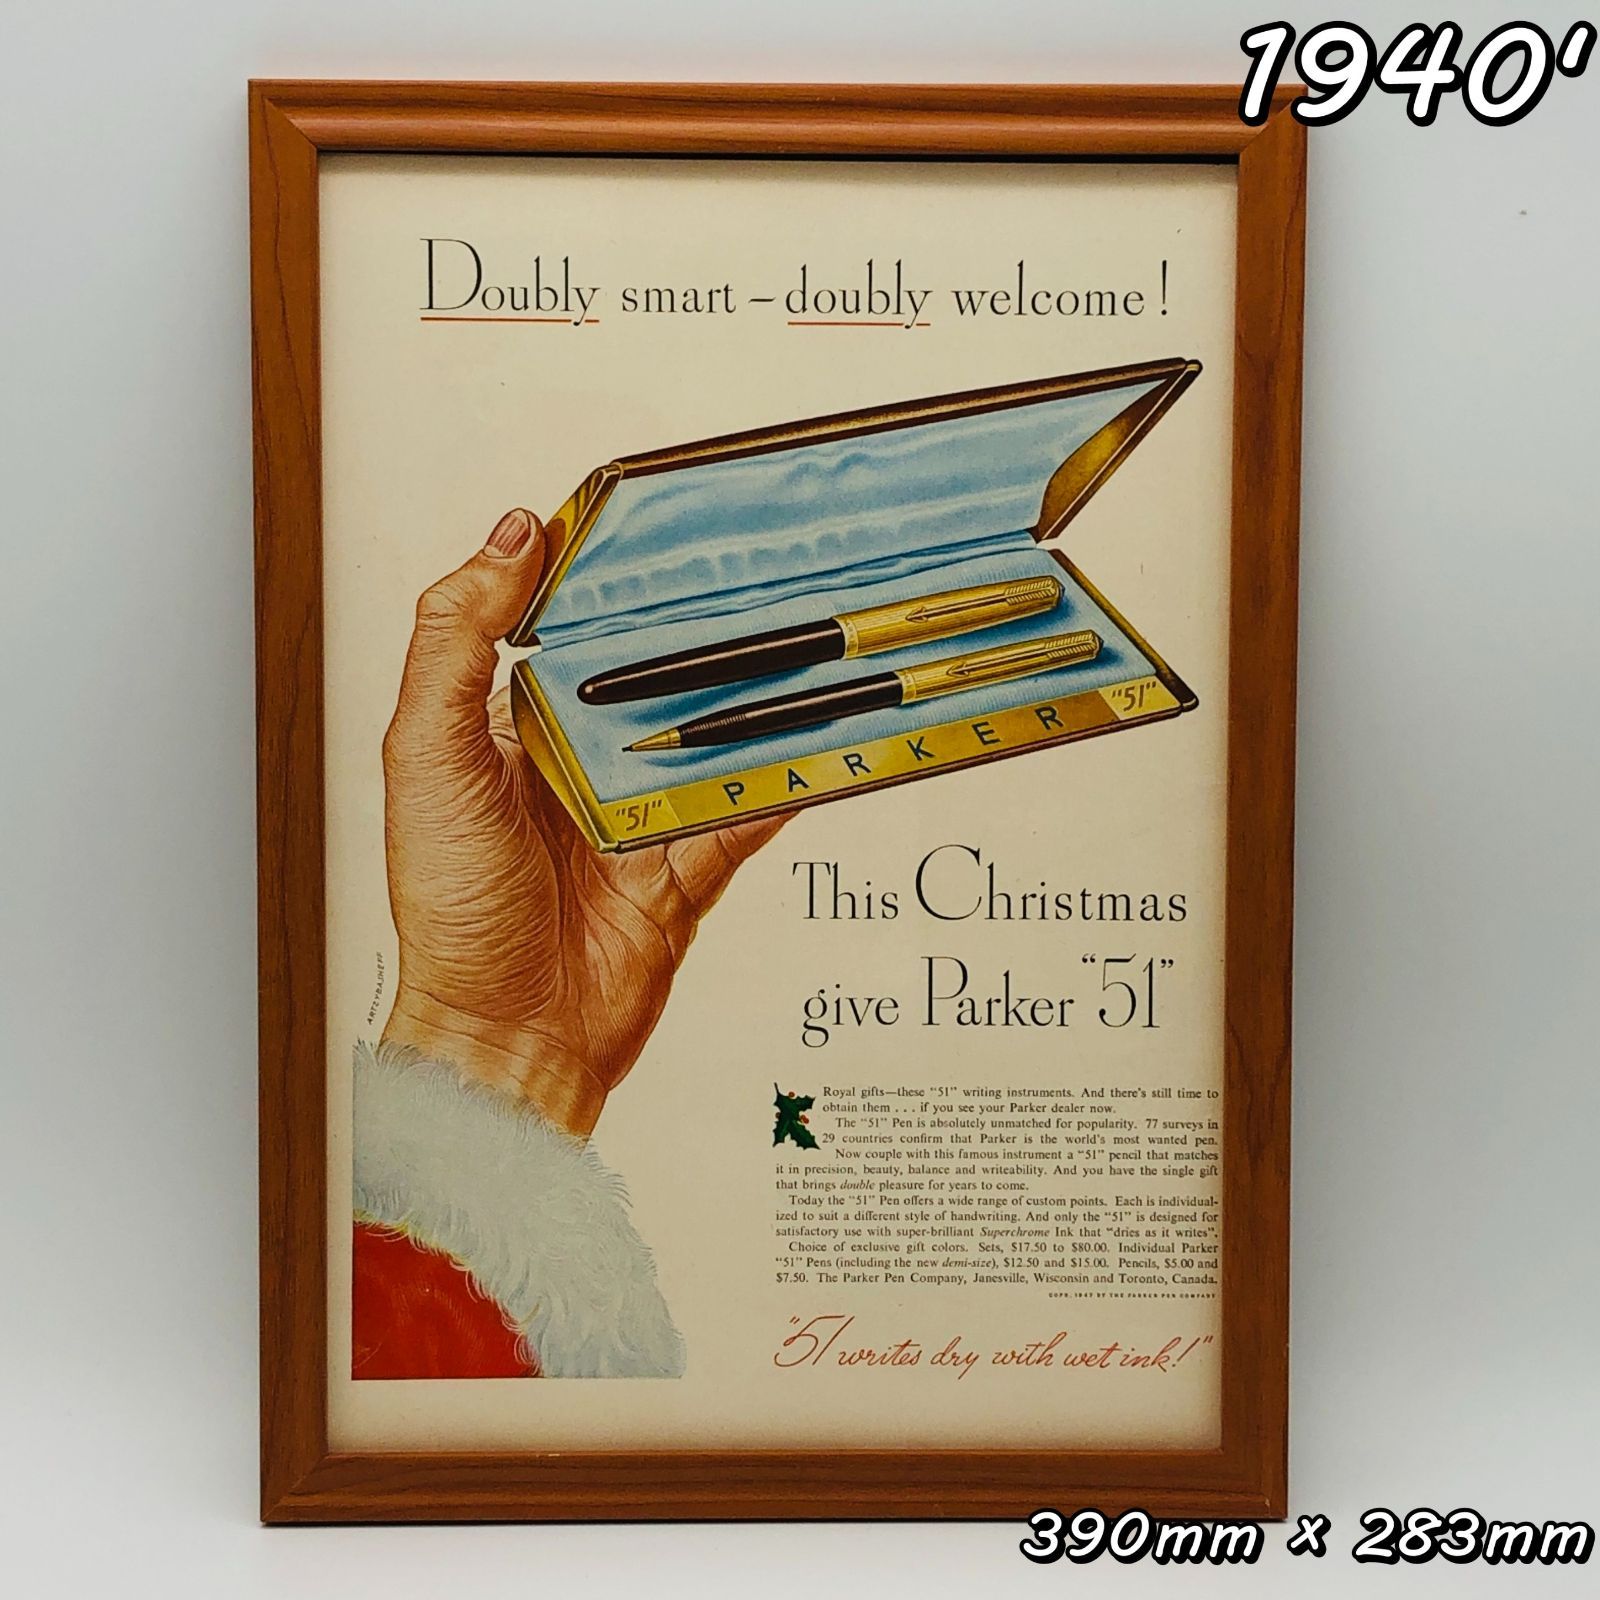 1940'
Doubly smart – doubly welcome!
"51"
PARKER
"51"
This Christmas
give Parker "51"
ARTZYBASHEFF
Royal gifts—these "51" writing instruments. And there's still time to
obtain them . . . if you see your Parker dealer now.
The "51" Pen is absolutely unmatched for popularity. 77 surveys in
29 countries confirm that Parker is the world's most wanted pen.
Now couple with this famous instrument a "51" pencil that matches
it in precision, beauty, balance and writeability. And you have the single gift
that brings double pleasure for years to come.
Today the "51" Pen offers a wide range of custom points. Each is individual-
ized to suit a different style of handwriting. And only the "51" is designed for
satisfactory use with super-brilliant Superchrome Ink that "dries as it writes".
Choice of exclusive gift colors. Sets, $17.50 to $80.00. Individual Parker
"51" Pens (including the new demi-size), $12.50 and $15.00. Pencils, $5.00 and
$7.50. The Parker Pen Company, Janesville, Wisconsin and Toronto, Canada.
COPR. 1947 BY THE PARKER PEN COMPANY
"51 writes dry with wet ink!"
390mm × 283mm